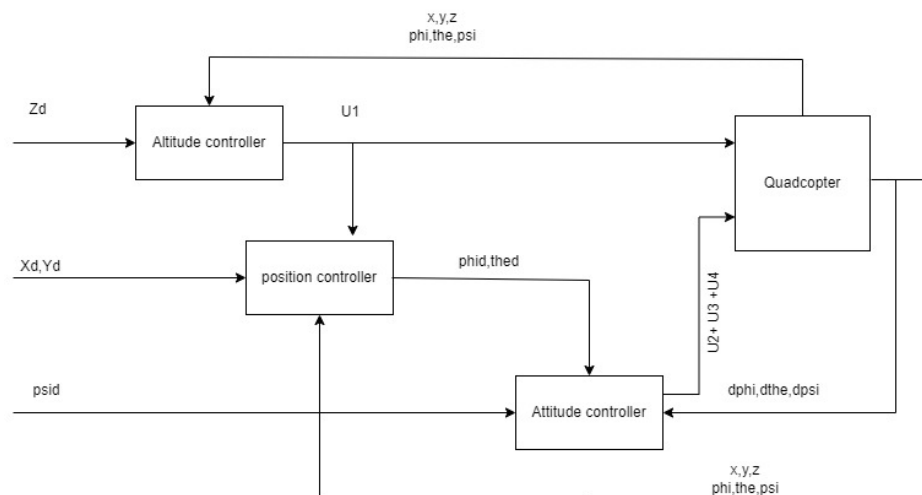 x,y,z
phi,the,psi
Zd
U1
Altitude controller
Quadcopter
Xd,Yd
position controller
phid,thed
U2+ U3 +U4
psid
Attitude controller
dphi,dthe,dpsi
x,y,z
phi,the,psi